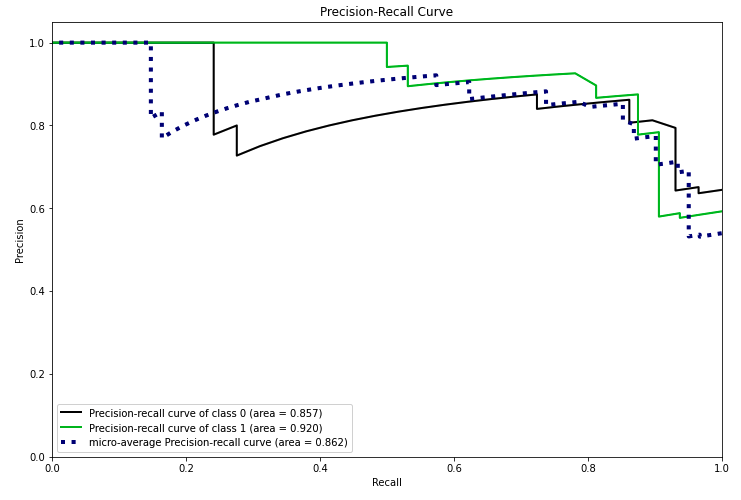 Precision-Recall Curve
1.0
0.8
0.6
0.4
0.2
0.0
Precision
Precision-recall curve of class 0 (area = 0.857)
Precision-recall curve of class 1 (area = 0.920)
micro-average Precision-recall curve (area = 0.862)
0.0 0.2 0.4 0.6 0.8 1.0
Recall